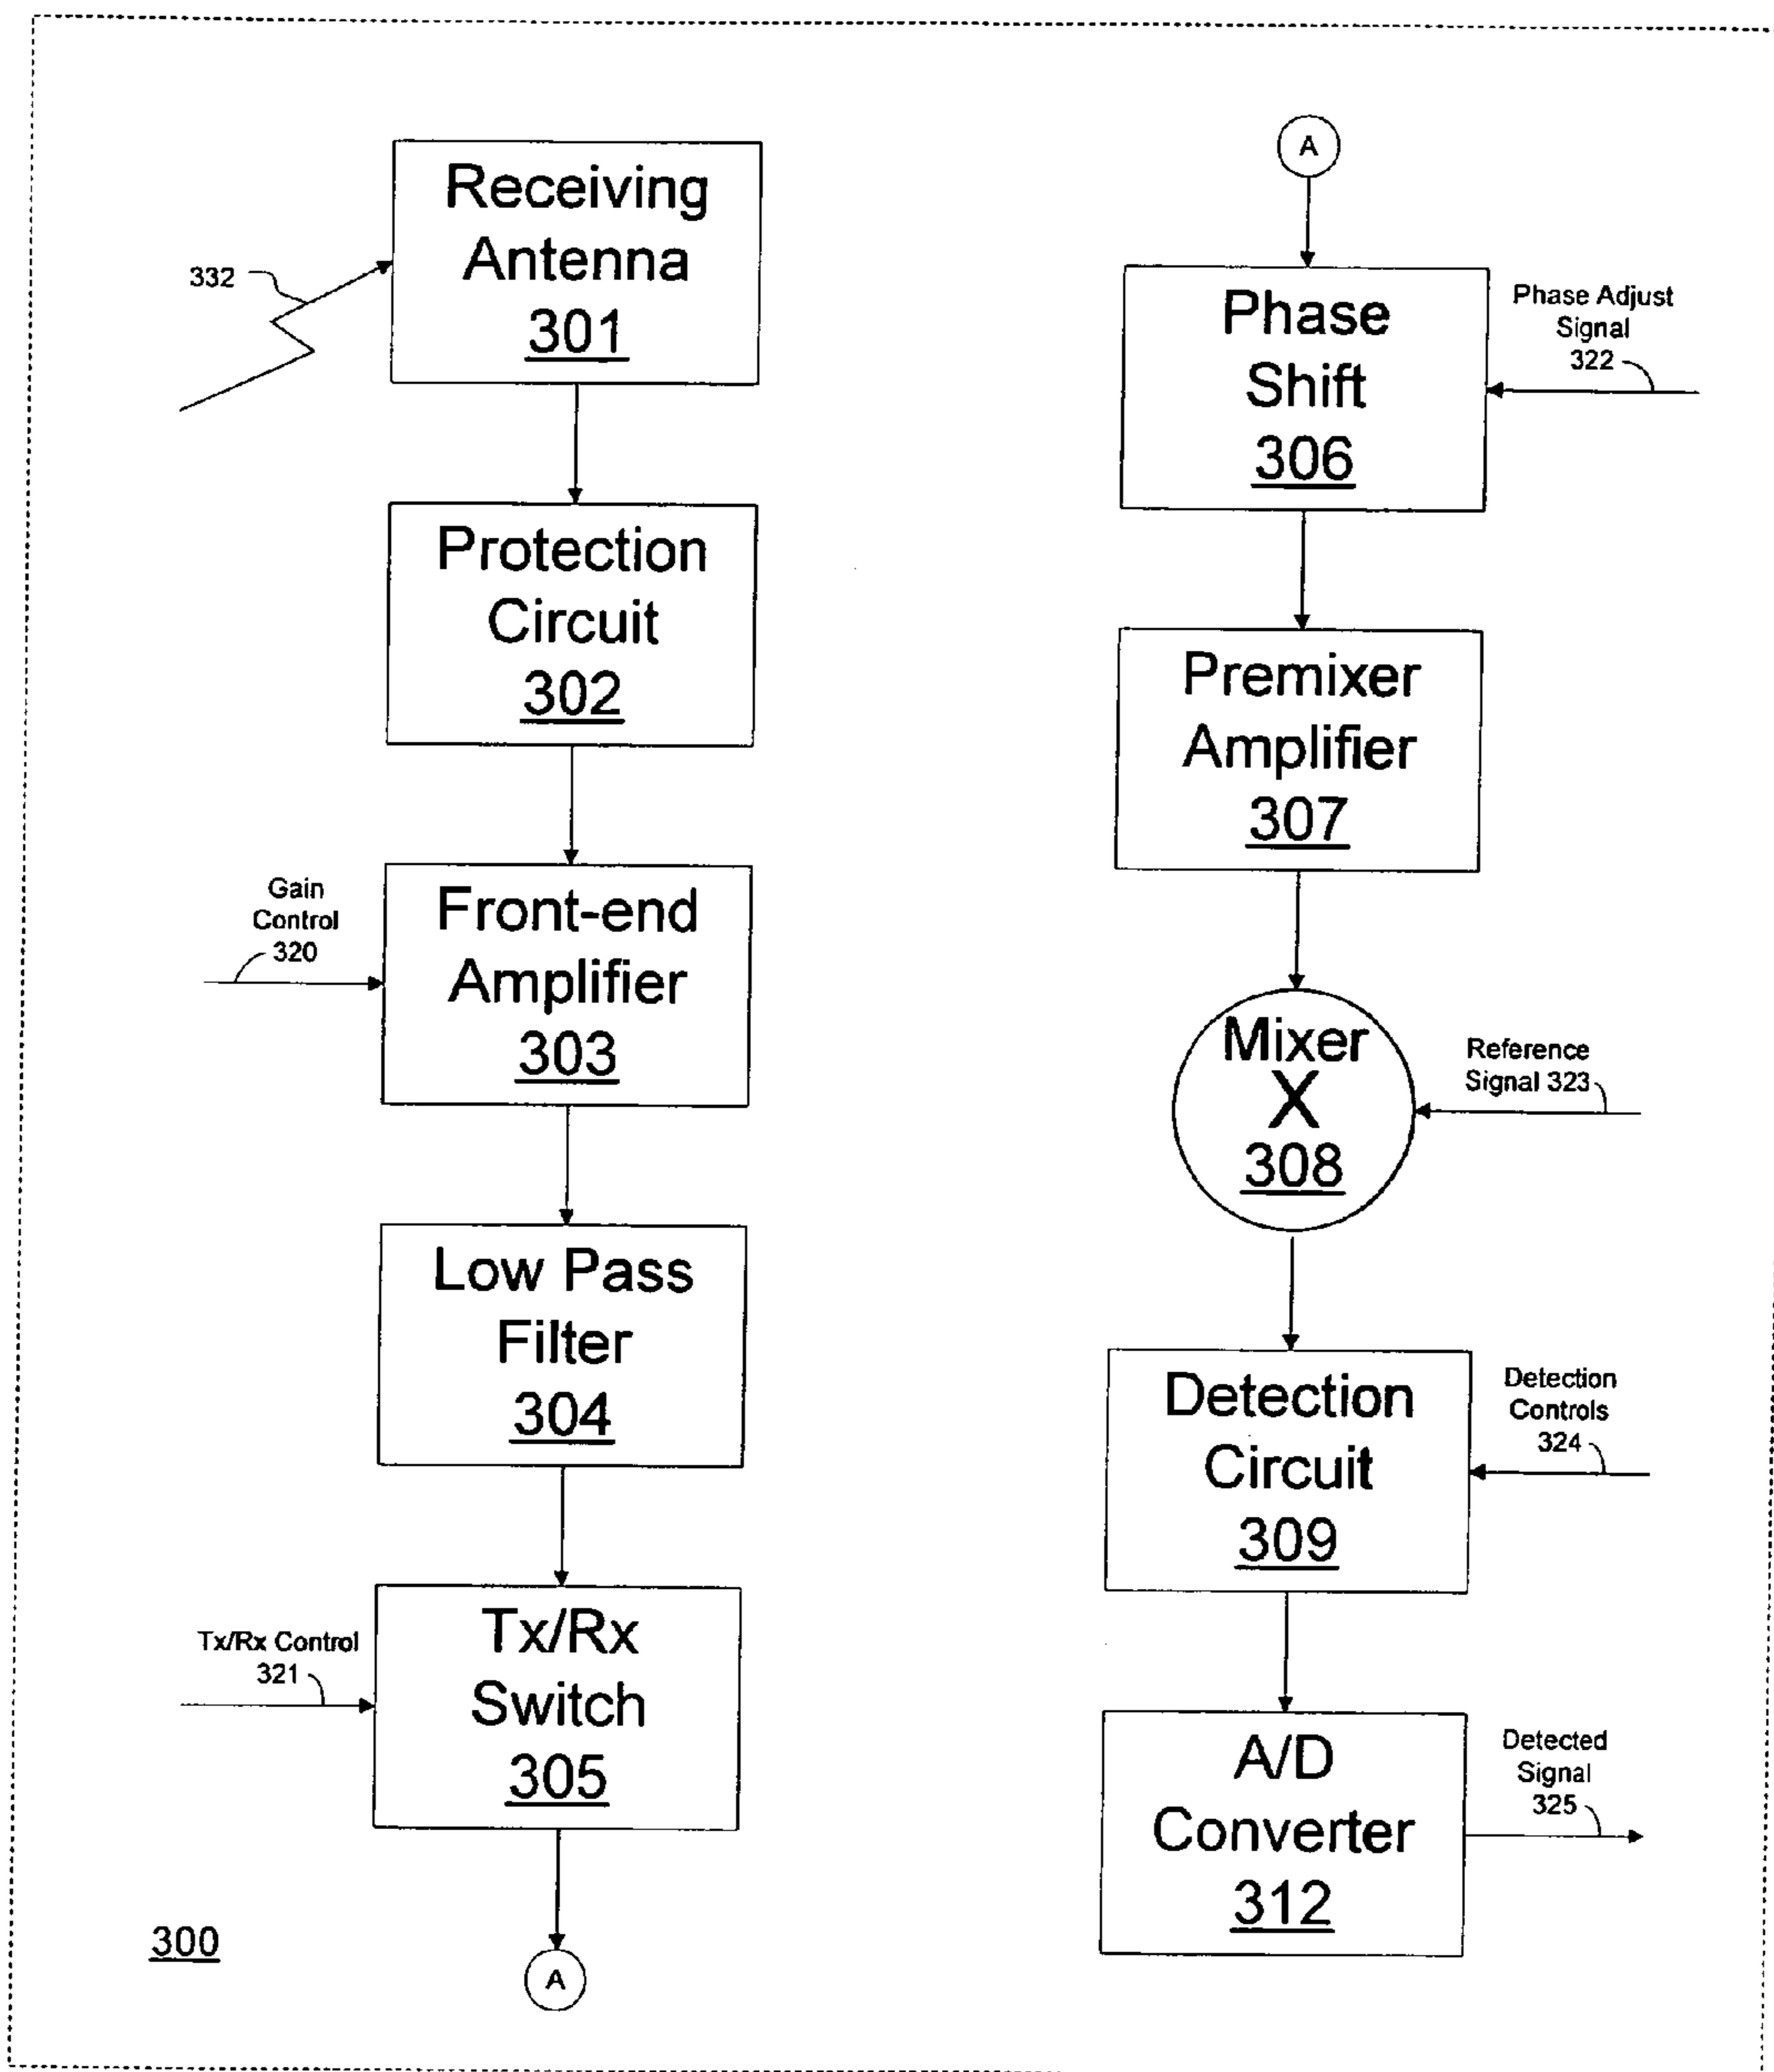 Receiving
Antenna
301
332
Protection
Circuit
302
Gain
Control
320
Front-end
Amplifier
303
Low Pass
Filter
304
Tx/Rx Control
321
Tx/Rx
Switch
305
A
300
A
Phase
Shift
306
Phase Adjust
Signal
322
Premixer
Amplifier
307
Mixer
X
308
Reference
Signal 323
Detection
Circuit
309
Detection
Controls
324
A/D
Converter
312
Detected
Signal
325